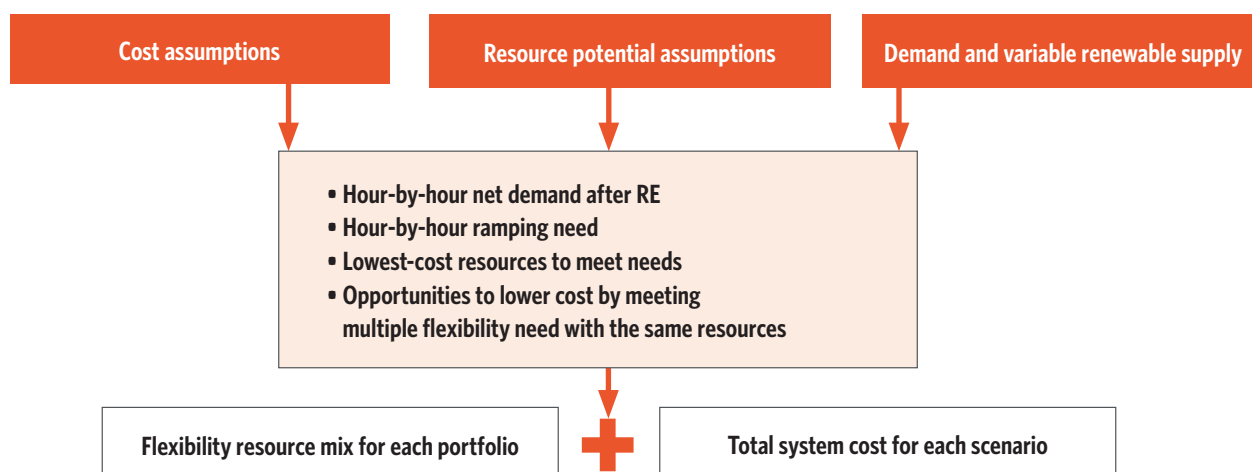 Cost assumptions
Resource potential assumptions
Demand and variable renewable supply
▪ Hour-by-hour net demand after RE
▪ Hour-by-hour ramping need
▪ Lowest-cost resources to meet needs
▪ Opportunities to lower cost by meeting
multiple flexibility need with the same resources
Flexibility resource mix for each portfolio
Total system cost for each scenario